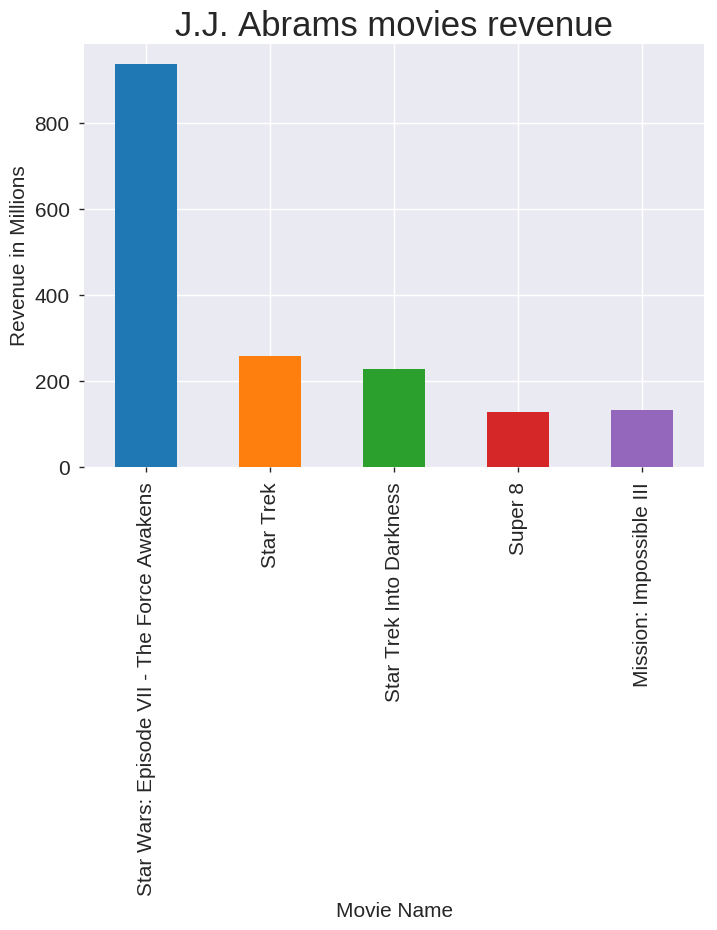 J.J. Abrams movies revenue
Revenue in Millions
800
600
400
200
0
Star Wars: Episode VII - The Force Awakens
Star Trek
Star Trek Into Darkness
Super 8
Mission: Impossible III
Movie Name